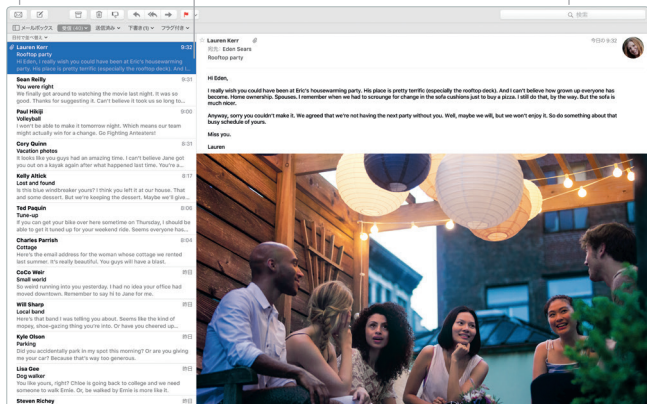 検索
メールボックス 受信 (40) 送信済み 下書き (1) フラグ付き
日付で並べ替え
Lauren Kerr 9:32
Rooftop party
Hi Eden, I really wish you could have been at Eric's housewarming
party. His place is pretty terrific (especially the rooftop deck). And I...
Sean Reilly 9:21
You were right
We finally got around to watching the movie last night. It was so
good. Thanks for suggesting it. Can't believe it took us so long to...
Paul Hikiji 9:00
Volleyball
I won't be able to make it tomorrow night. Which means our team
might actually win for a change. Go Fighting Anteaters!
Cory Quinn 8:31
Vacation photos
It looks like you guys had an amazing time. I can't believe Jane got
you out on a kayak again after what happened last time. You're a...
Kelly Altick 8:17
Lost and found
Is this blue windbreaker yours? I think you left it at our house. That
and some dessert. But we're keeping the dessert. Maybe we'll give...
Ted Paquin 8:06
Tune-up
If you can get your bike over here sometime on Thursday, I should be
able to get it tuned up for your weekend ride. Seems everyone has...
Charles Parrish 8:04
Cottage
Here's the email address for the woman whose cottage we rented
last summer. It's really beautiful. You guys will have a blast.
CoCo Weir 昨日
Small world
So weird running into you yesterday. I had no idea your office had
moved downtown. Remember to say hi to Jane for me.
Will Sharp 昨日
Local band
Here's that band I was telling you about. Seems like the kind of
mopey, shoe-gazing thing you're into. Or have you cheered up...
Kyle Olson 昨日
Parking
Did you accidentally park in my spot this morning? Or are you giving
me your car? Because that's way too generous.
Lisa Gee 昨日
Dog walker
You like yours, right? Chloe is going back to college and we need
someone to walk Ernie. Or, be walked by Ernie is more like it.
Steven Richey 昨日
Lauren Kerr 今日の 9:32
宛先: Eden Sears
Rooftop party
Hi Eden,
I really wish you could have been at Eric's housewarming party. His place is pretty terrific (especially the rooftop deck). And I can't believe how grown up everyone has
become. Home ownership. Spouses. I remember when we had to scrounge for change in the sofa cushions just to buy a pizza. I still do that, by the way. But the sofa is
much nicer.
Anyway, sorry you couldn't make it. We agreed that we're not having the next party without you. Well, maybe we will, but we won't enjoy it. So do something about that
busy schedule of yours.
Miss you.
Lauren